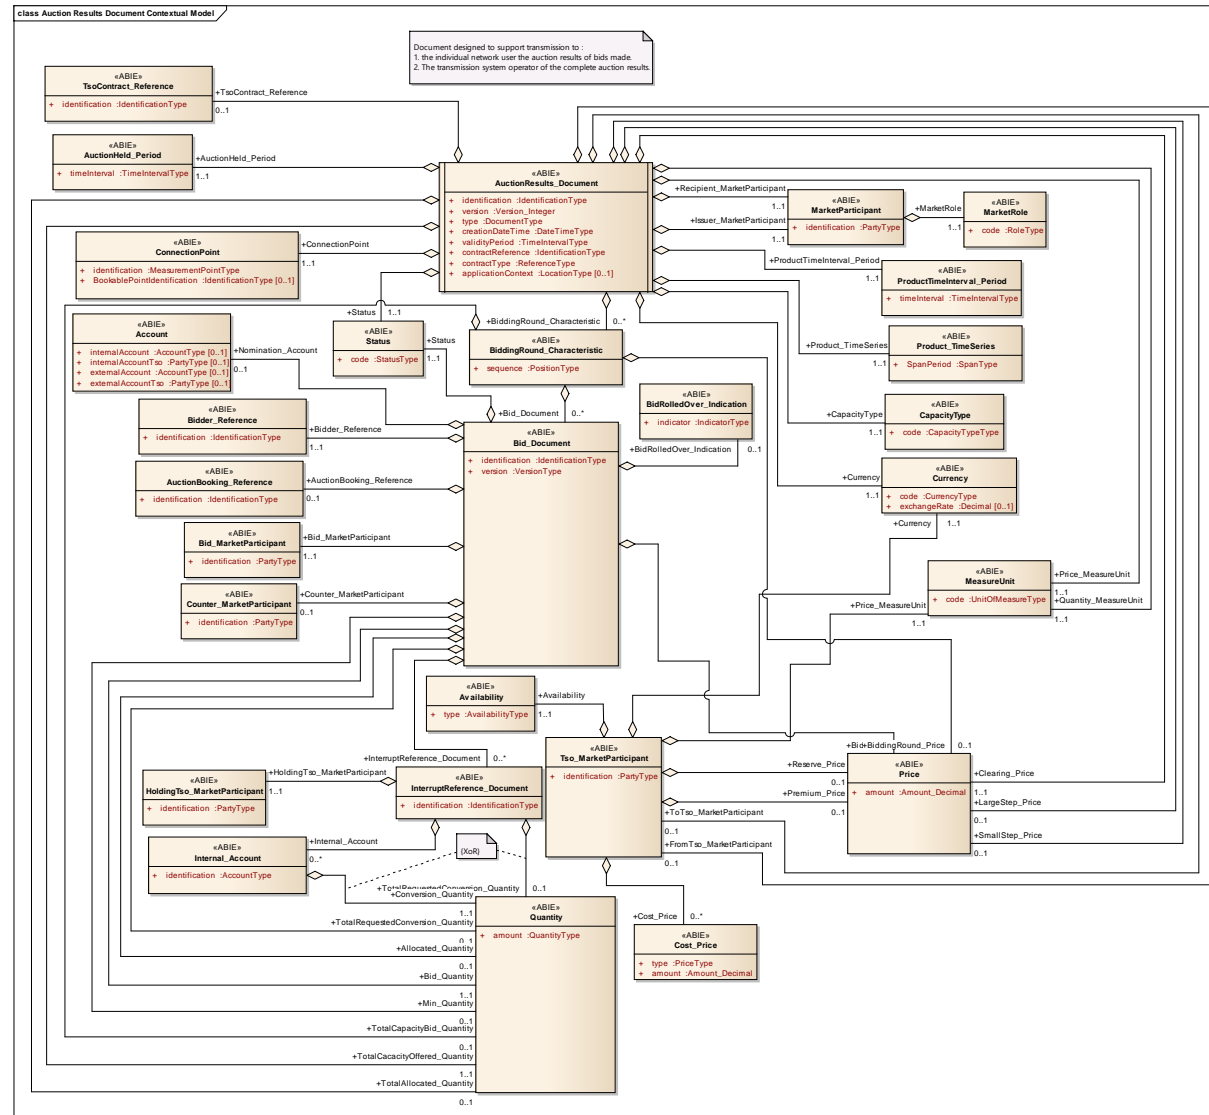 class Auction Results Document Contextual Model
Document designed to support transmission to :
1. the individual network user the auction results of bids made.
2. The transmission system operator of the complete auction results.
«ABIE»
TsoContract_Reference
+ identification :IdentificationType
+TsoContract_Reference
0..1
«ABIE»
AuctionHeld_Period
+ timeInterval :TimeIntervalType
+AuctionHeld_Period
1..1
«ABIE»
AuctionResults_Document
+ identification :IdentificationType
+ version :Version_Integer
+ type :DocumentType
+ creationDateTime :DateTimeType
+ validityPeriod :TimeIntervalType
+ contractReference :IdentificationType
+ contractType :ReferenceType
+ applicationContext :LocationType [0..1]
+Recipient_MarketParticipant
1..1
+Issuer_MarketParticipant
1..1
«ABIE»
MarketParticipant
+ identification :PartyType
+MarketRole
1..1
«ABIE»
MarketRole
+ code :RoleType
«ABIE»
ConnectionPoint
+ identification :MeasurementPointType
+ BookablePointIdentification :IdentificationType [0..1]
+ConnectionPoint
1..1
+ProductTimeInterval_Period
1..1
«ABIE»
ProductTimeInterval_Period
+ timeInterval :TimeIntervalType
«ABIE»
Account
+ internalAccount :AccountType [0..1]
+ internalAccountTso :PartyType [0..1]
+ externalAccount :AccountType [0..1]
+ externalAccountTso :PartyType [0..1]
+Nomination_Account
0..1
+Status
1..1
«ABIE»
Status
+ code :StatusType
+Status
1..1
+BiddingRound_Characteristic
0..*
«ABIE»
BiddingRound_Characteristic
+ sequence :PositionType
+Product_TimeSeries
1..1
«ABIE»
Product_TimeSeries
+ SpanPeriod :SpanType
«ABIE»
BidRolledOver_Indication
+ indicator :IndicatorType
+BidRolledOver_Indication
0..1
+CapacityType
1..1
«ABIE»
CapacityType
+ code :CapacityTypeType
«ABIE»
Bidder_Reference
+ identification :IdentificationType
+Bidder_Reference
1..1
+Bid_Document
0..*
«ABIE»
Bid_Document
+ identification :IdentificationType
+ version :VersionType
«ABIE»
AuctionBooking_Reference
+ identification :IdentificationType
+AuctionBooking_Reference
0..1
+Currency
1..1
«ABIE»
Currency
+ code :CurrencyType
+ exchangeRate :Decimal [0..1]
+Currency
1..1
«ABIE»
Bid_MarketParticipant
+ identification :PartyType
+Bid_MarketParticipant
1..1
«ABIE»
Counter_MarketParticipant
+ identification :PartyType
+Counter_MarketParticipant
0..1
«ABIE»
MeasureUnit
+ code :UnitOfMeasureType
+Price_MeasureUnit
1..1
+Quantity_MeasureUnit
1..1
+Price_MeasureUnit
1..1
«ABIE»
Availability
+ type :AvailabilityType
+Availability
1..1
«ABIE»
Tso_MarketParticipant
+ identification :PartyType
+Reserve_Price
0..1
+Premium_Price
0..1
+ToTso_MarketParticipant
0..1
+FromTso_MarketParticipant
0..1
+Bid+BiddingRound_Price
0..1
«ABIE»
Price
+ amount :Amount_Decimal
+Clearing_Price
1..1
+LargeStep_Price
0..1
+SmallStep_Price
0..1
+InterruptReference_Document
0..*
«ABIE»
InterruptReference_Document
+ identification :IdentificationType
«ABIE»
HoldingTso_MarketParticipant
+ identification :PartyType
+HoldingTso_MarketParticipant
1..1
«ABIE»
Internal_Account
+ identification :AccountType
+Internal_Account
0..*
{XoR}
+TotalRequestedConversion_Quantity
0..1
+Conversion_Quantity
1..1
+TotalRequestedConversion_Quantity
0..1
+Allocated_Quantity
0..1
+Bid_Quantity
1..1
+Min_Quantity
0..1
+TotalCapacityBid_Quantity
0..1
+TotalCacacityOffered_Quantity
1..1
+TotalAllocated_Quantity
0..1
«ABIE»
Quantity
+ amount :QuantityType
+Cost_Price
0..*
«ABIE»
Cost_Price
+ type :PriceType
+ amount :Amount_Decimal